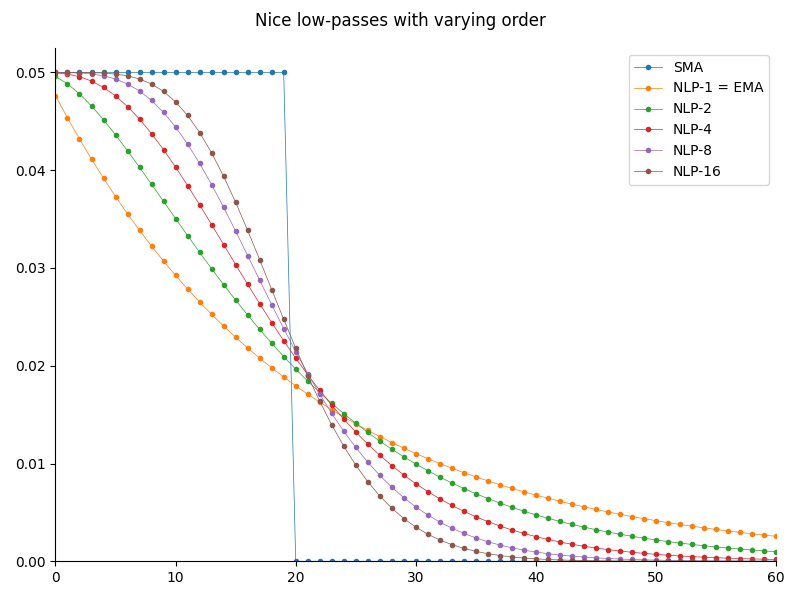 Nice low-passes with varying order
SMA
NLP-1 = EMA
NLP-2
NLP-4
NLP-8
NLP-16
0.05
0.04
0.03
0.02
0.01
0.00
0 10 20 30 40 50 60